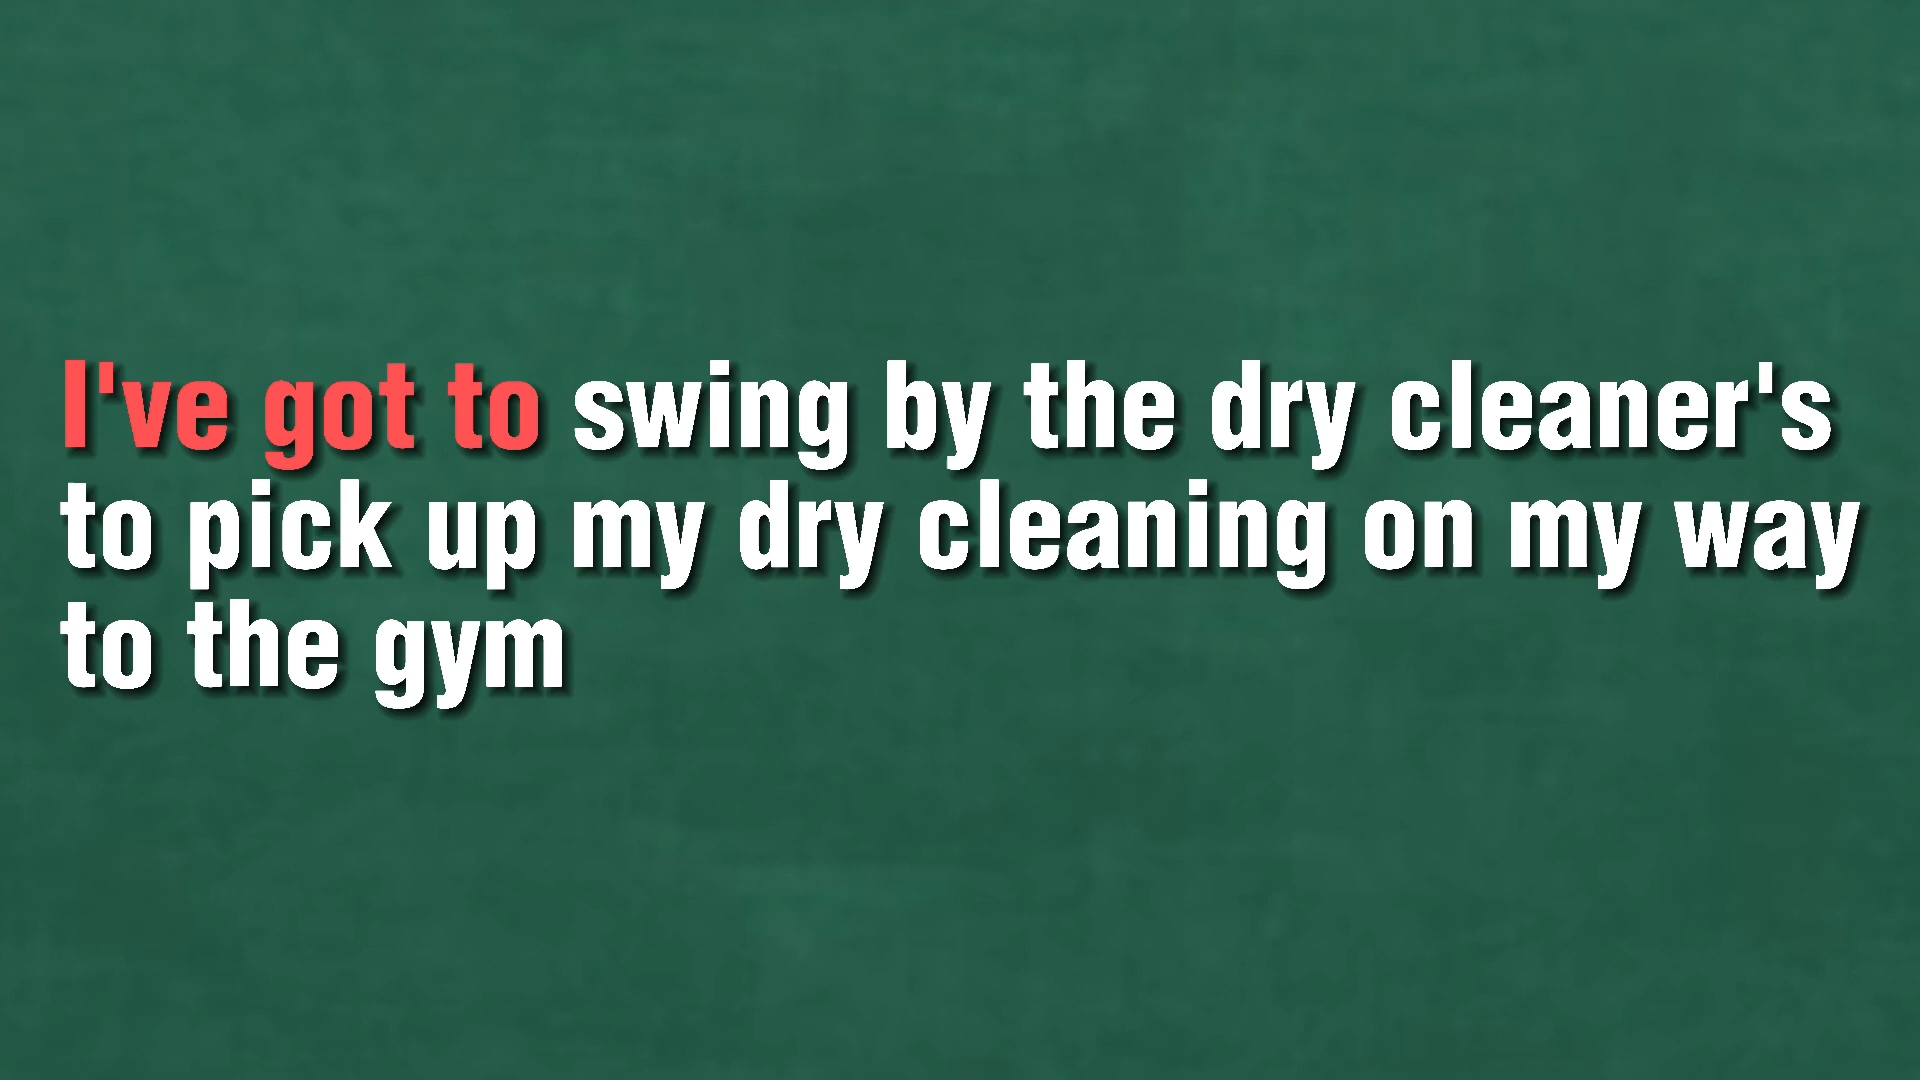 I've got to swing by the dry cleaner's
to pick up my dry cleaning on my way
to the gym